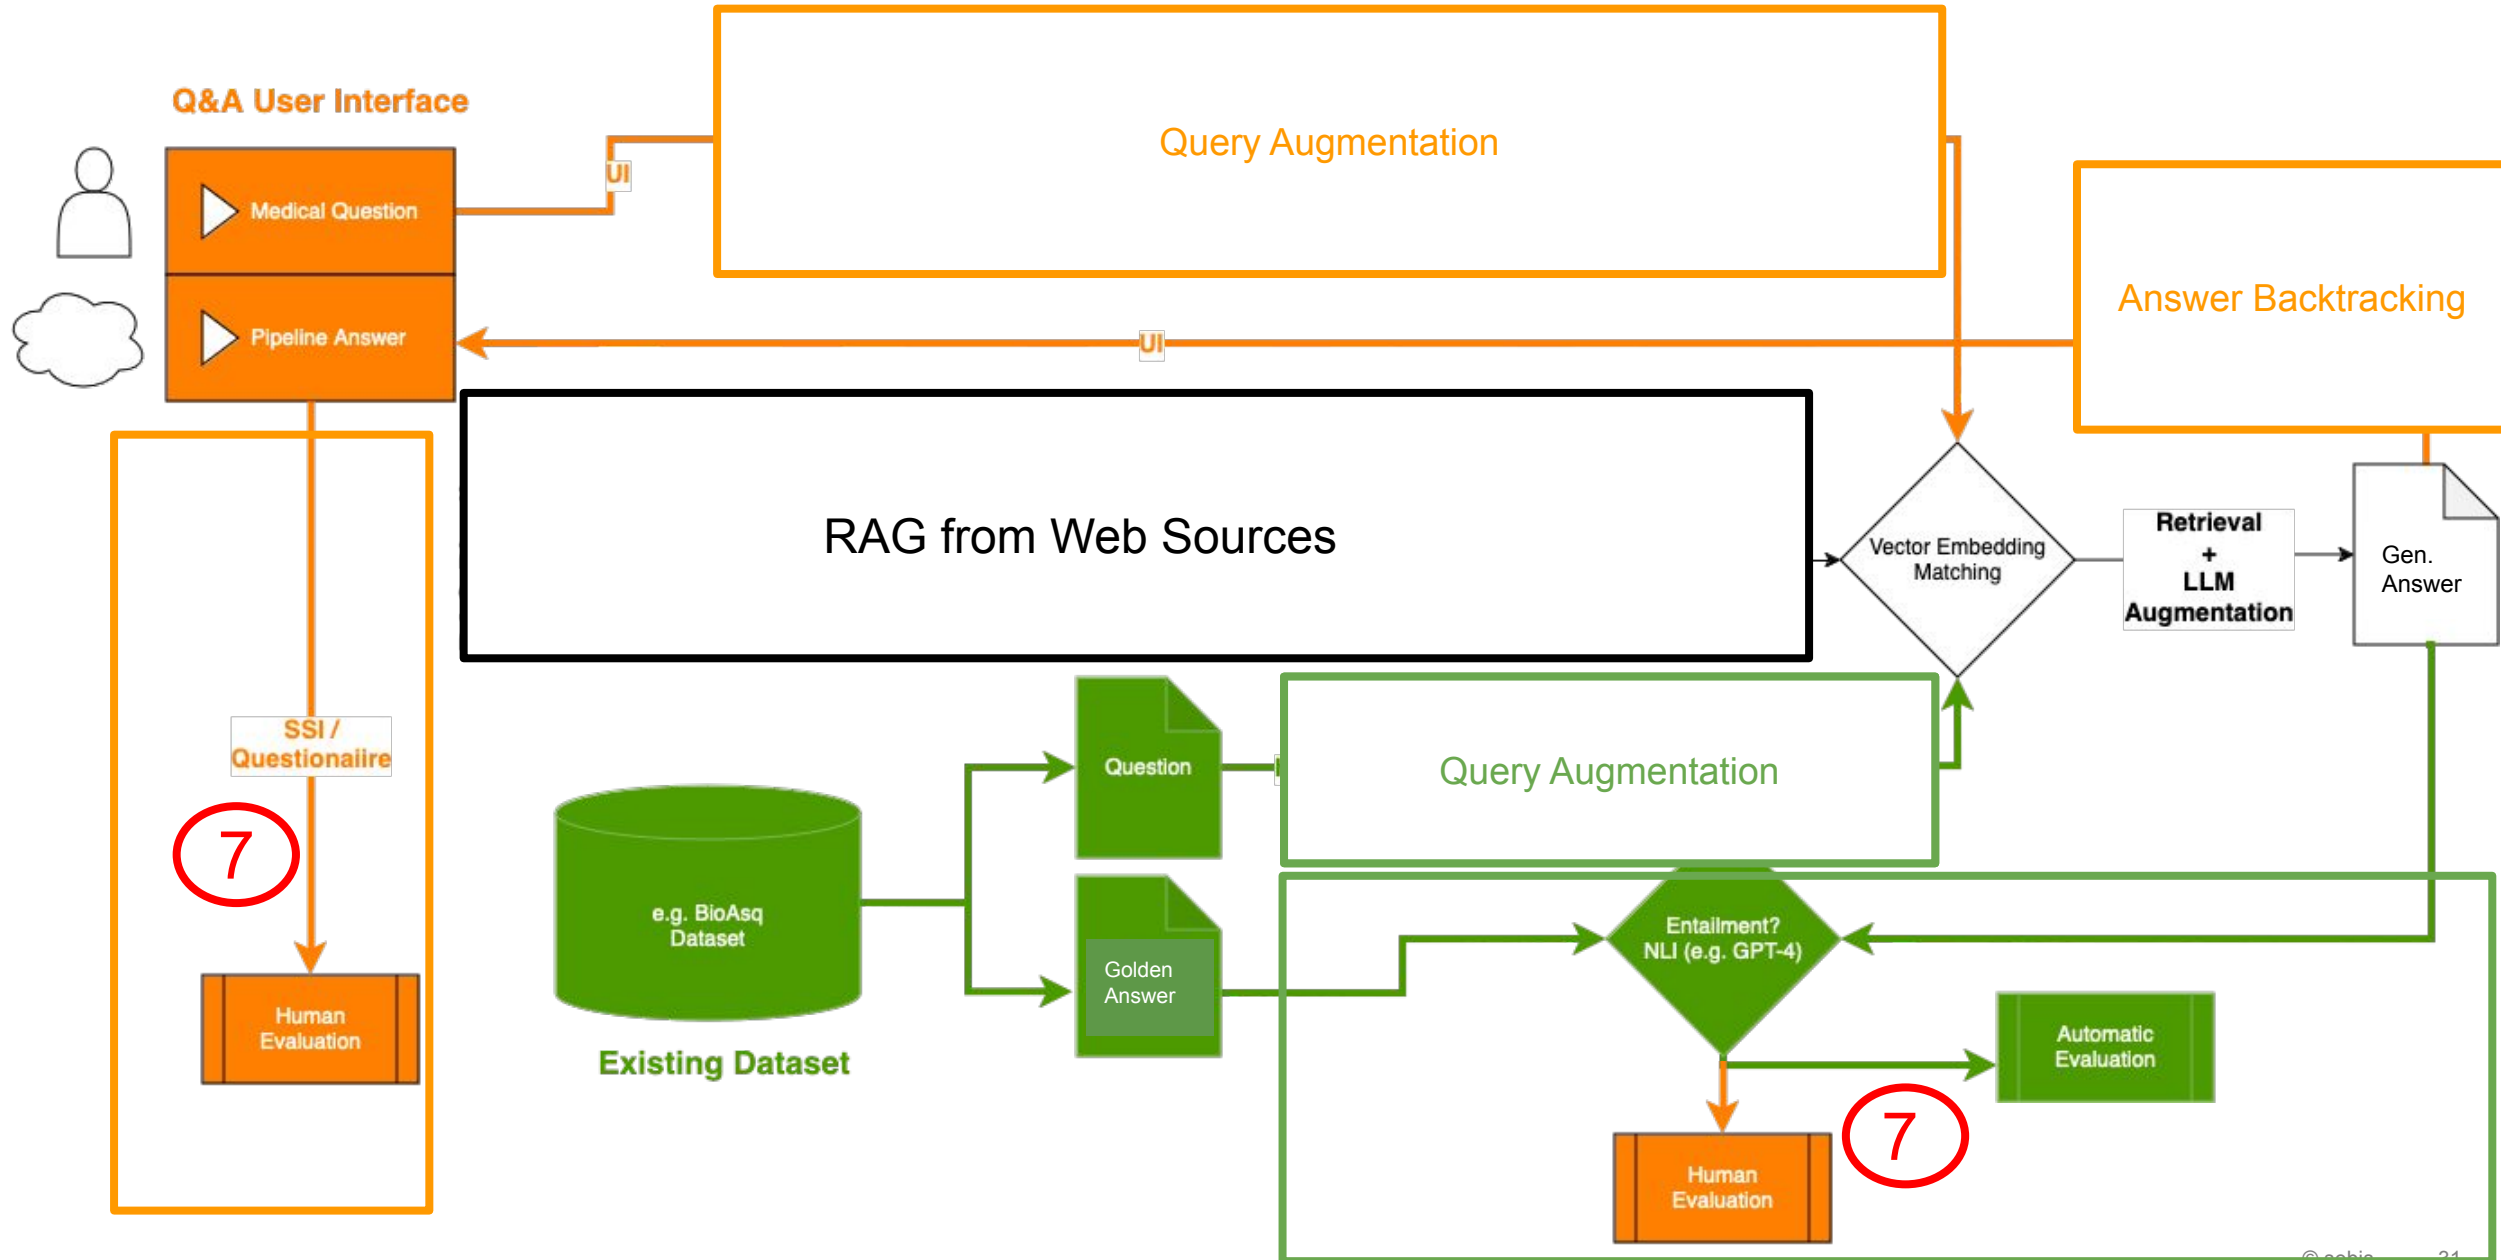 Q&A User Interface
Query Augmentation
UI
Medical Question
Answer Backtracking
Pipeline Answer
UI
RAG from Web Sources
Vector Embedding
Matching
Retrieval
+
LLM
Augmentation
Gen.
Answer
SSI /
Questionaiire
7
Question
Query Augmentation
e.g. BioAsq
Dataset
Entailment?
NLI (e.g. GPT-4)
Golden
Answer
Human
Evaluation
Existing Dataset
Automatic
Evaluation
7
Human
Evaluation